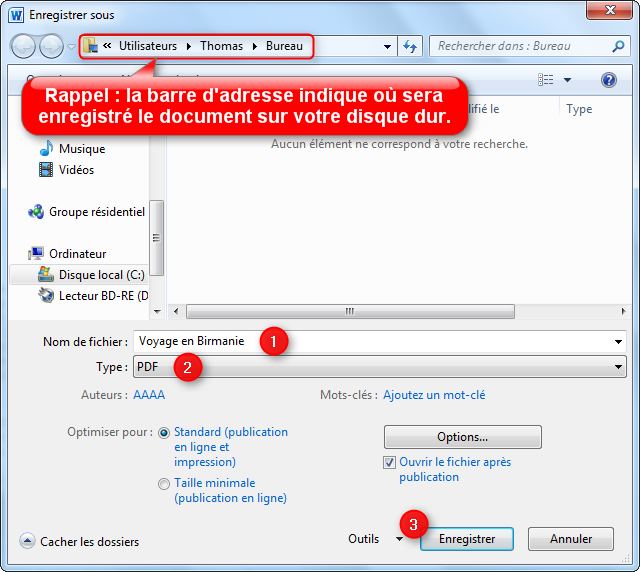 Enregistrer sous
« Utilisateurs Thomas Bureau
Rechercher dans : Bureau
Rappel : la barre d'adresse indique où sera
enregistré le document sur votre disque dur.
Type
Musique
Aucun élément ne correspond à votre recherche.
Vidéos
Groupe résidentiel
Ordinateur
Disque local (C:)
Lecteur BD-RE (D
Nom de fichier : Voyage en Birmanie 1
Type : PDF 2
Auteurs : AAAA Mots-clés : Ajoutez un mot-clé
Optimiser pour : Standard (publication
en ligne et
impression)
Taille minimale
(publication en ligne)
Options...
Ouvrir le fichier après
publication
3
Cacher les dossiers Outils Enregistrer Annuler